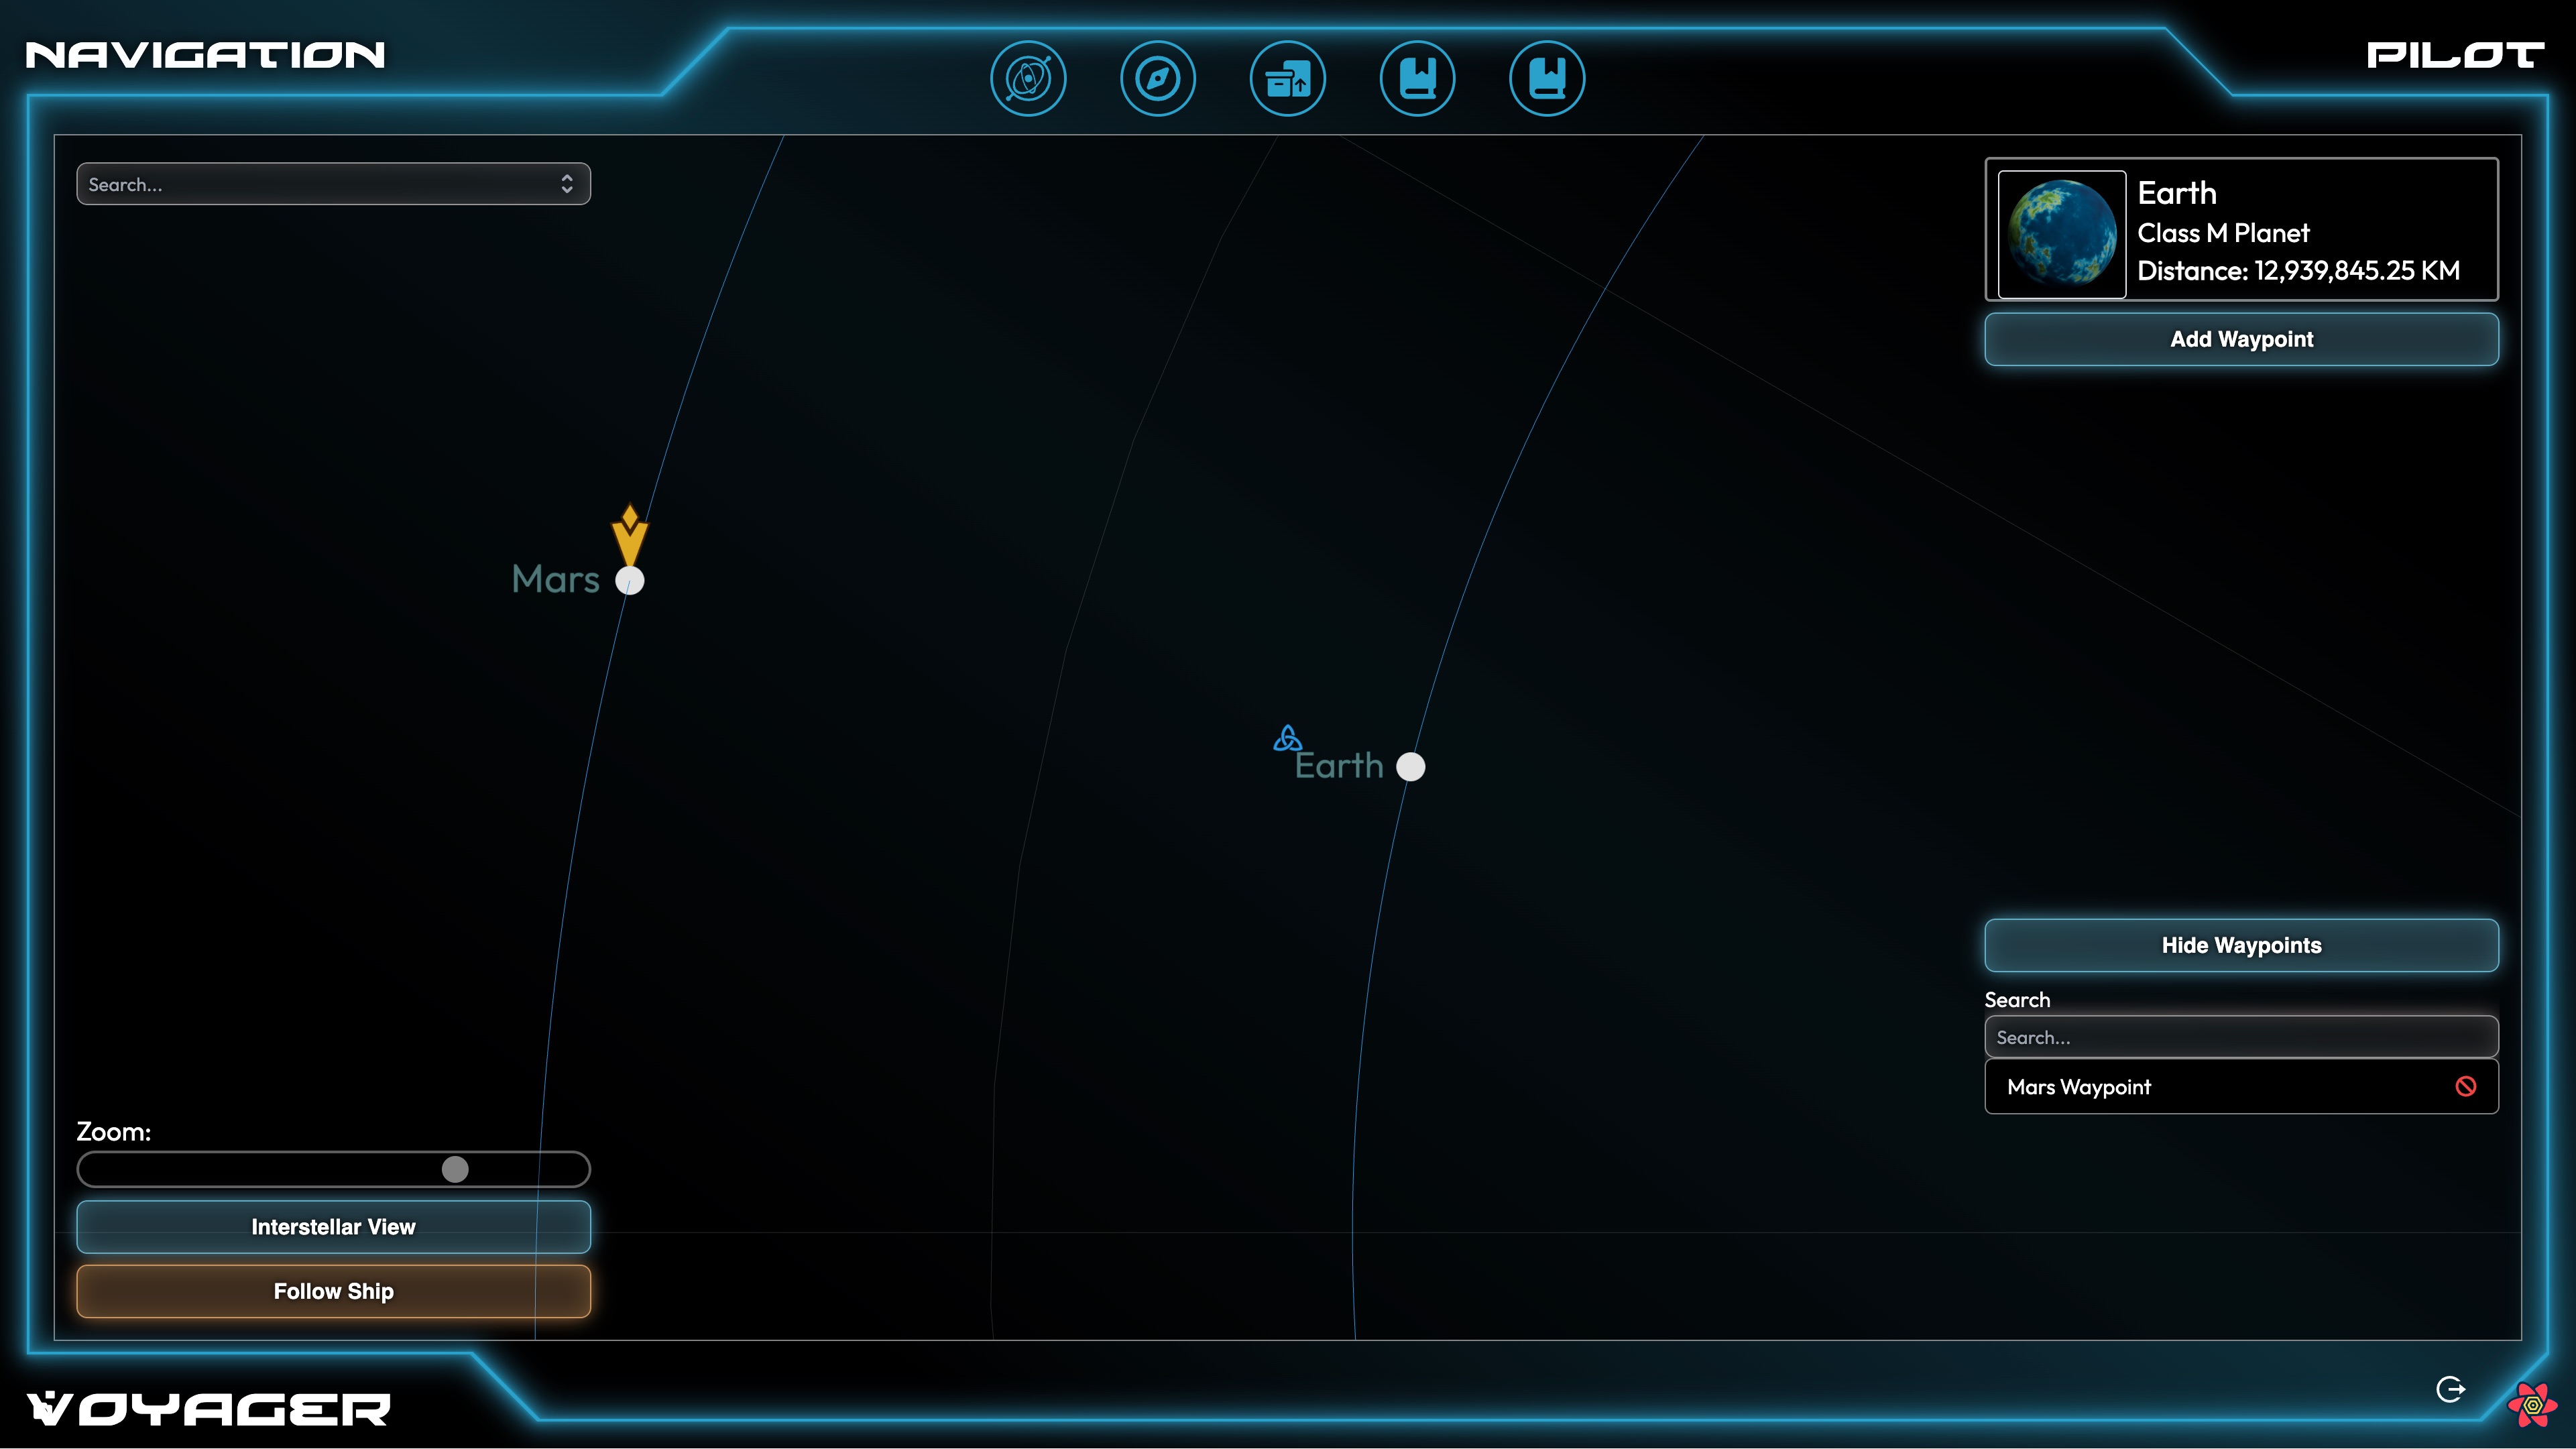 NAVIGATION
PILOT
Search...
Earth
Class M Planet
Distance: 12,939,845.25 KM
Add Waypoint
Mars
Earth
Hide Waypoints
Search
Search...
Mars Waypoint
Zoom:
Interstellar View
Follow Ship
VOYAGER